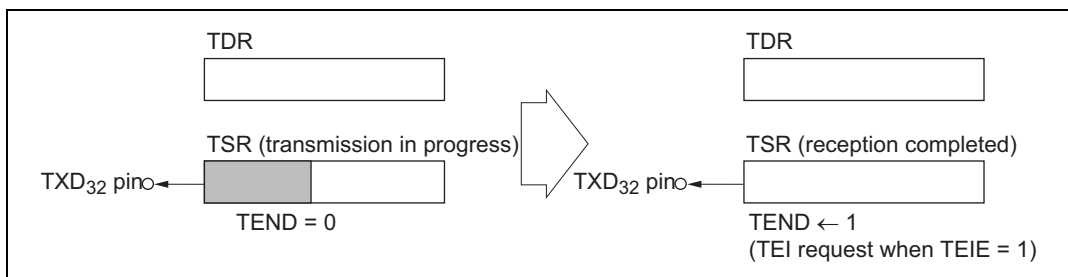 TDR
TSR (transmission in progress)
TXD32 pin
TEND = 0
TDR
TSR (reception completed)
TXD32 pin
TEND ← 1
(TEI request when TEIE = 1)